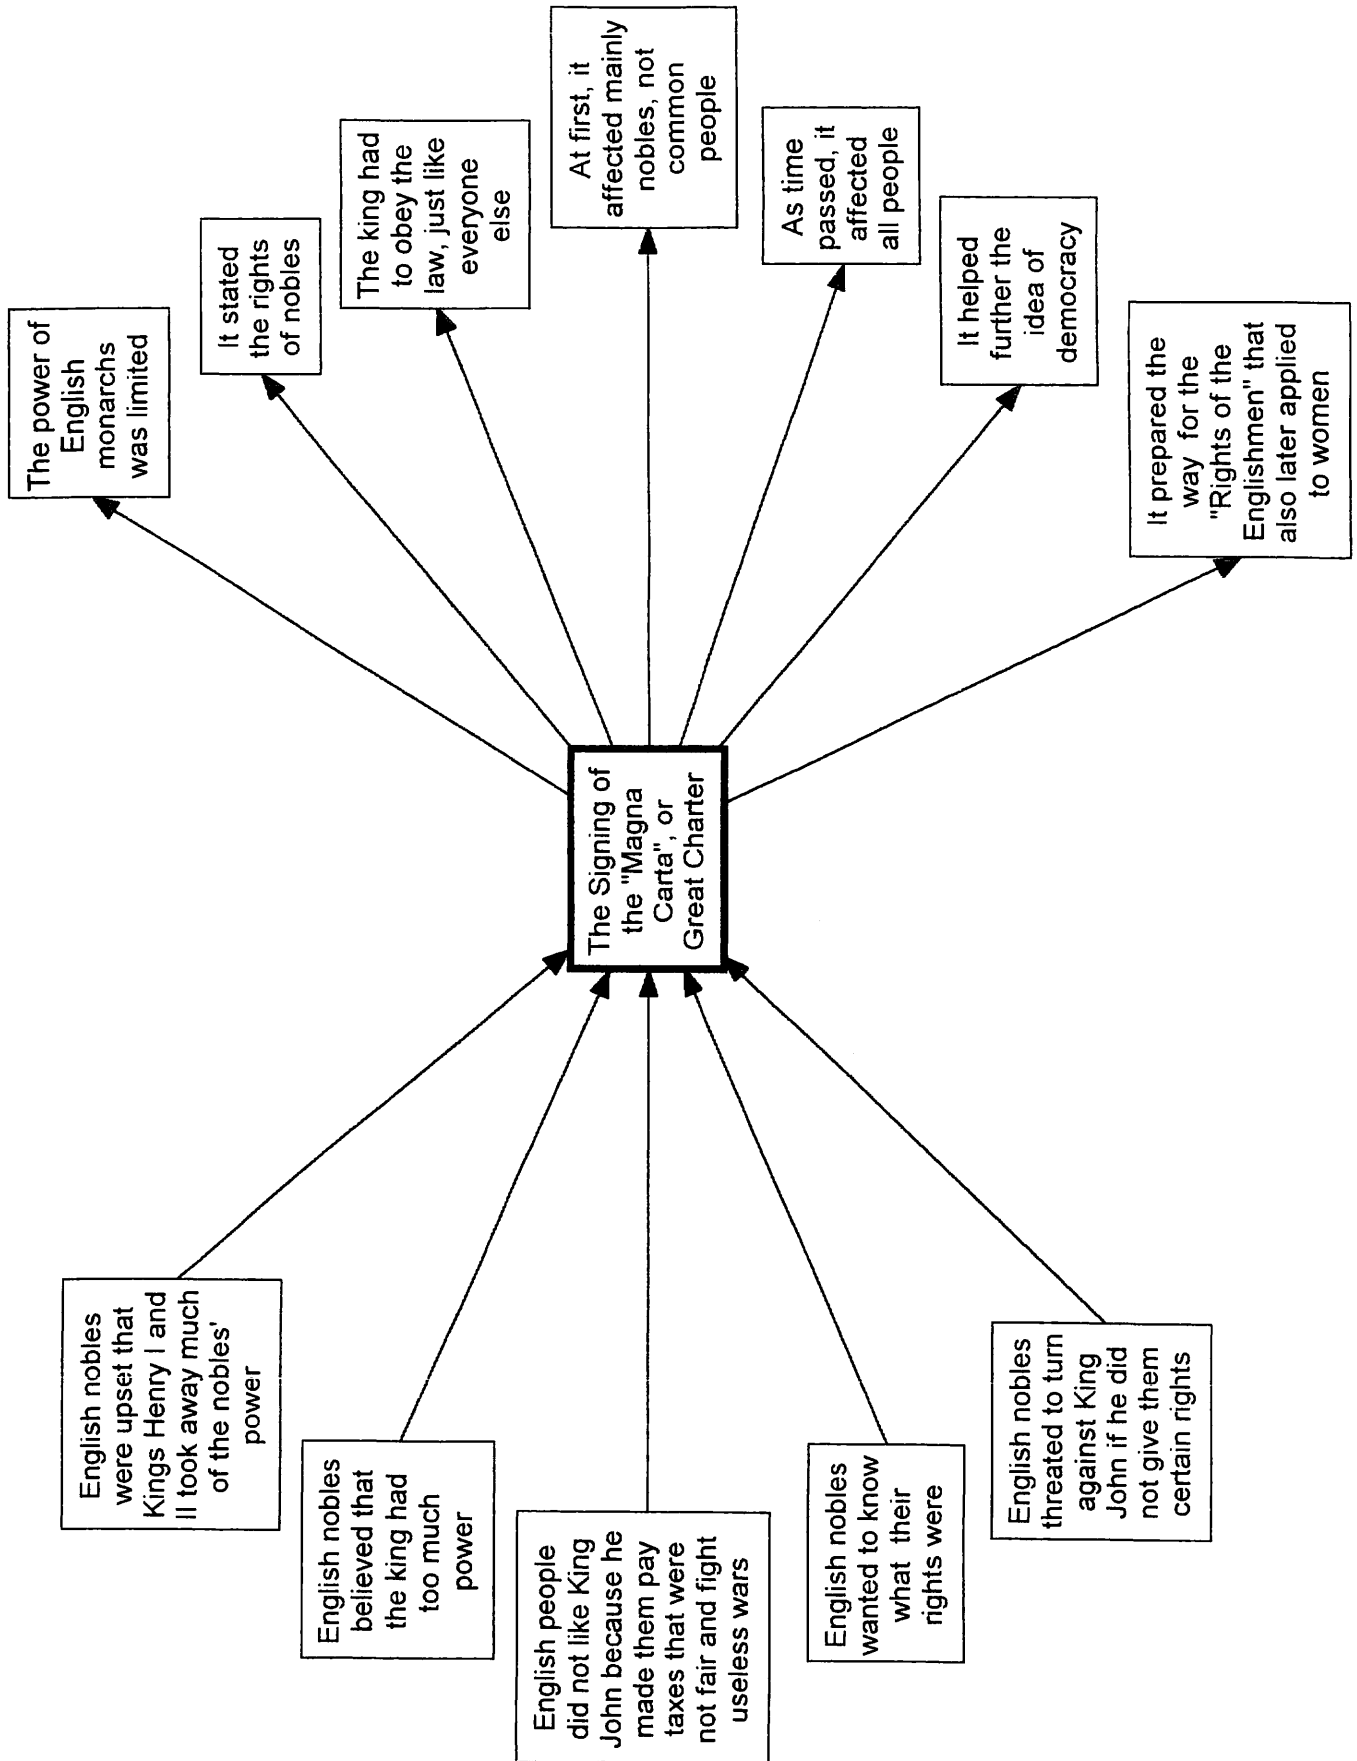 English nobles
were upset that
Kings Henry I and
III took away much
of the nobles'
power
English nobles
believed that
the king had
too much
power
English people
did not like King
John because he
made them pay
taxes that were
not fair and fight
useless wars
English nobles
wanted to know
what their
rights were
English nobles
threated to turn
against King
John if he did
not give them
certain rights
The Signing of
the "Magna
Carta", or
Great Charter
The power of
English
monarchs
was limited
It stated
the rights
of nobles
The king had
to obey the
law, just like
everyone
else
At first, it
affected mainly
nobles, not
common
people
As time
passed, it
affected
all people
It helped
further the
idea of
democracy
It prepared the
way for the
"Rights of the
Englishmen" that
also later applied
to women